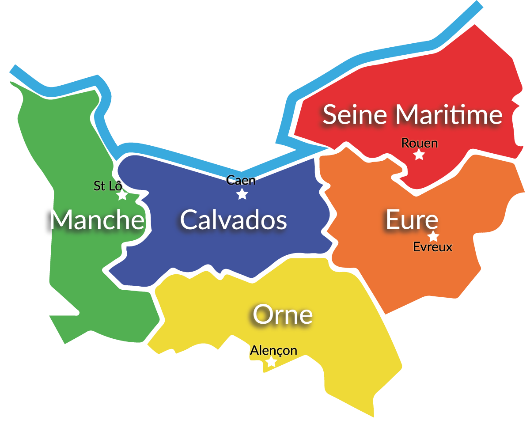 Seine Maritime
Rouen
St Lô
Caen
Manche
Calvados
Eure
Evreux
Orne
Alençon